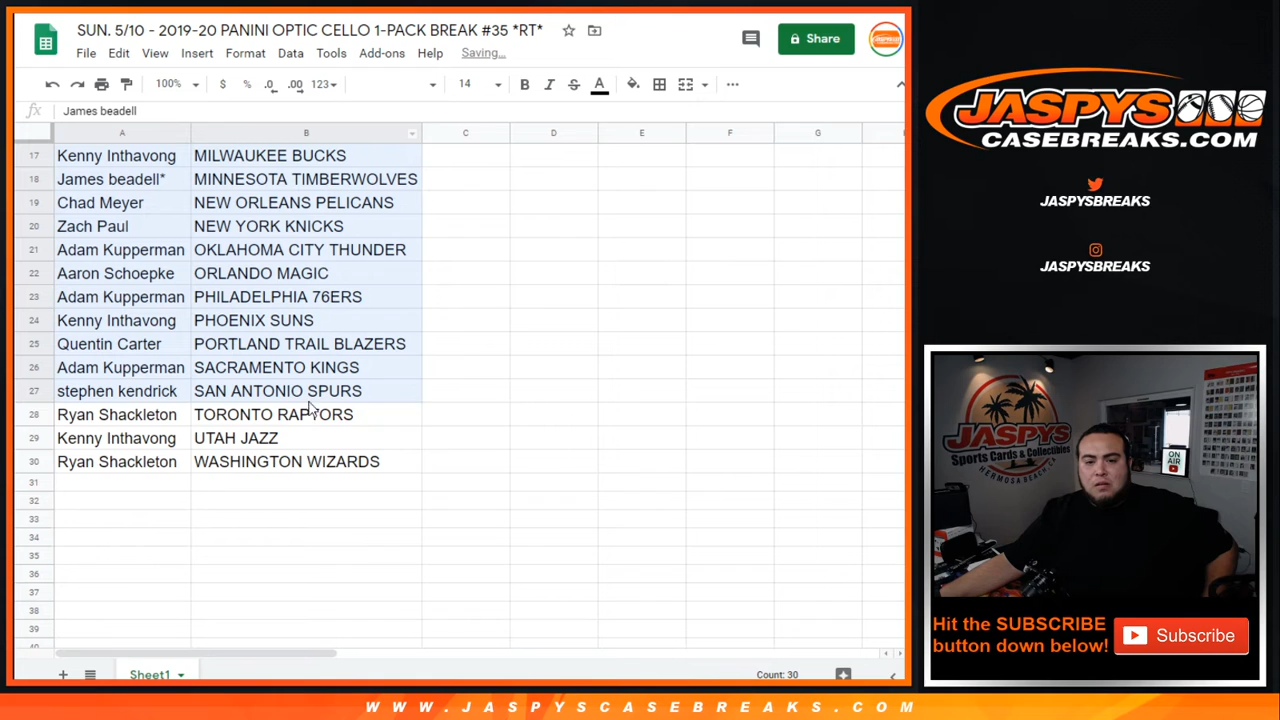 SUN. 5/10 - 2019-20 PANINI OPTIC CELLO 1-PACK BREAK #35 *RT*
File Edit View Insert Format Data Tools Add-ons Help Saving...
Share
100% $ % .0 .00 123 14 B I S A
fx James beadell
A B C D E F G
17 Kenny Inthavong MILWAUKEE BUCKS
18 James beadell* MINNESOTA TIMBERWOLVES
19 Chad Meyer NEW ORLEANS PELICANS
20 Zach Paul NEW YORK KNICKS
21 Adam Kupperman OKLAHOMA CITY THUNDER
22 Aaron Schoepke ORLANDO MAGIC
23 Adam Kupperman PHILADELPHIA 76ERS
24 Kenny Inthavong PHOENIX SUNS
25 Quentin Carter PORTLAND TRAIL BLAZERS
26 Adam Kupperman SACRAMENTO KINGS
27 stephen kendrick SAN ANTONIO SPURS
28 Ryan Shackleton TORONTO RAPTORS
29 Kenny Inthavong UTAH JAZZ
30 Ryan Shackleton WASHINGTON WIZARDS
31
32
33
34
35
36
37
38
39
Sheet1
Count: 30
JASPYS
CASEBREAKS.COM
JASPYSBREAKS
JASPYSBREAKS
JASPYS
Sports Cards & Collectibles
HERMOSA BEACH, CA
ON AIR
Hit the SUBSCRIBE
button down below!
Subscribe
WWW.JASPYSCASEBREAKS.COM